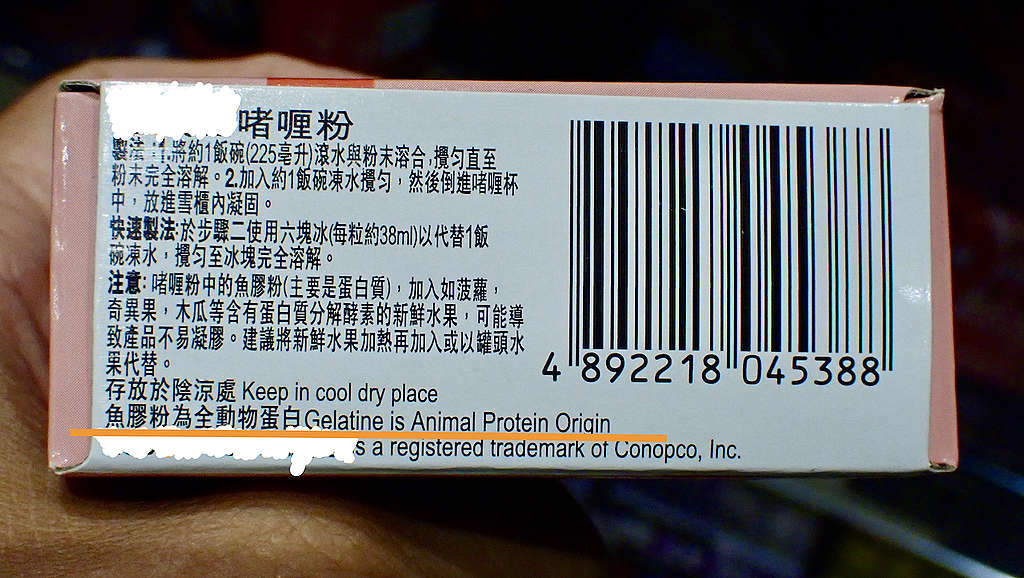 啫喱粉
製法:1.將約1飯碗(225毫升)滾水與粉末溶合,攪勻直至
粉末完全溶解。2.加入約1飯碗凍水攪勻，然後倒進啫喱杯
中，放進雪櫃內凝固。
快速製法:於步驟二使用六塊冰(每粒約38ml)以代替1飯
碗凍水，攪勻至冰塊完全溶解。
注意: 啫喱粉中的魚膠粉(主要是蛋白質)，加入如菠蘿，
奇異果，木瓜等含有蛋白質分解酵素的新鮮水果，可能導
致產品不易凝膠。建議將新鮮水果加熱再加入或以罐頭水
果代替。
存放於陰涼處 Keep in cool dry place
魚膠粉為全動物蛋白Gelatine is Animal Protein Origin
s a registered trademark of Conopco, Inc.
4 892218 045388